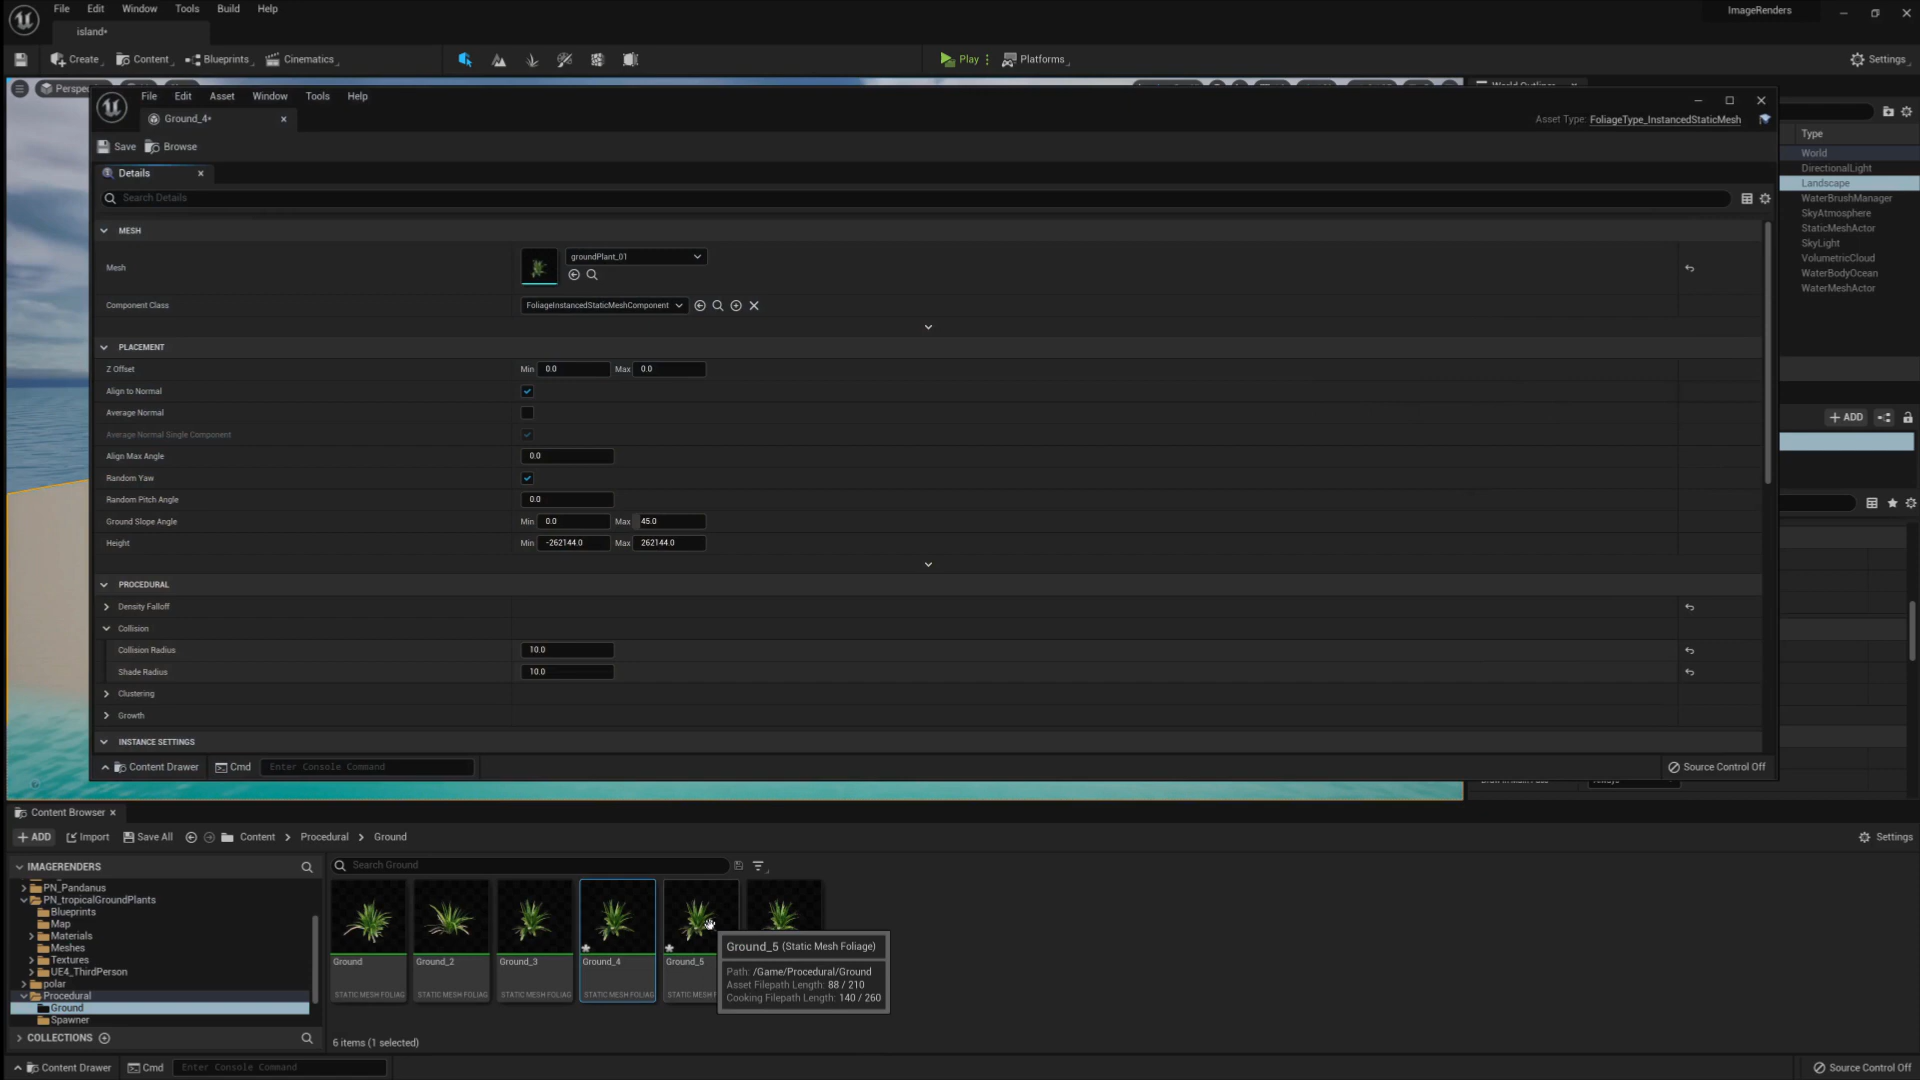 File Edit Window Tools Build Help
ImageRenders
island*
Create Content Blueprints Cinematics
Play Platforms
Settings
File Edit Asset Window Tools Help
Ground_4*
Asset Type: FoliageType_InstancedStaticMesh
Save Browse
Type
Details
World
DirectionalLight
Landscape
WaterBrushManager
SkyAtmosphere
StaticMeshActor
SkyLight
VolumetricCloud
WaterBodyOcean
WaterMeshActor
Search Details
MESH
Mesh
groundPlant_01
Component Class
FoliageInstancedStaticMeshComponent
PLACEMENT
Z Offset Min 0.0 Max 0.0
Align to Normal
Average Normal
Average Normal Single Component
Align Max Angle 0.0
Random Yaw
Random Pitch Angle 0.0
Ground Slope Angle Min 0.0 Max 45.0
Height Min -262144.0 Max 262144.0
+ ADD
PROCEDURAL
Density Falloff
Collision
Collision Radius 10.0
Shade Radius 10.0
Clustering
Growth
INSTANCE SETTINGS
Content Drawer Cmd Enter Console Command
Source Control Off
Content Browser
+ ADD Import Save All Content > Procedural > Ground
Settings
IMAGERENDERS
PN_Pandanus
PN_tropicalGroundPlants
Blueprints
Map
Materials
Meshes
Textures
UE4_ThirdPerson
polar
Procedural
Ground
Spawner
COLLECTIONS
Search Ground
Ground
Ground_2
Ground_3
Ground_4
Ground_5
STATIC MESH FOLIAG
STATIC MESH FOLIAG
STATIC MESH FOLIAG
STATIC MESH FOLIAG
STATIC MESH F
Ground_5 (Static Mesh Foliage)
Path: /Game/Procedural/Ground
Asset Filepath Length: 88 / 210
Cooking Filepath Length: 140 / 260
6 items (1 selected)
Content Drawer Cmd Enter Console Command
Source Control Off